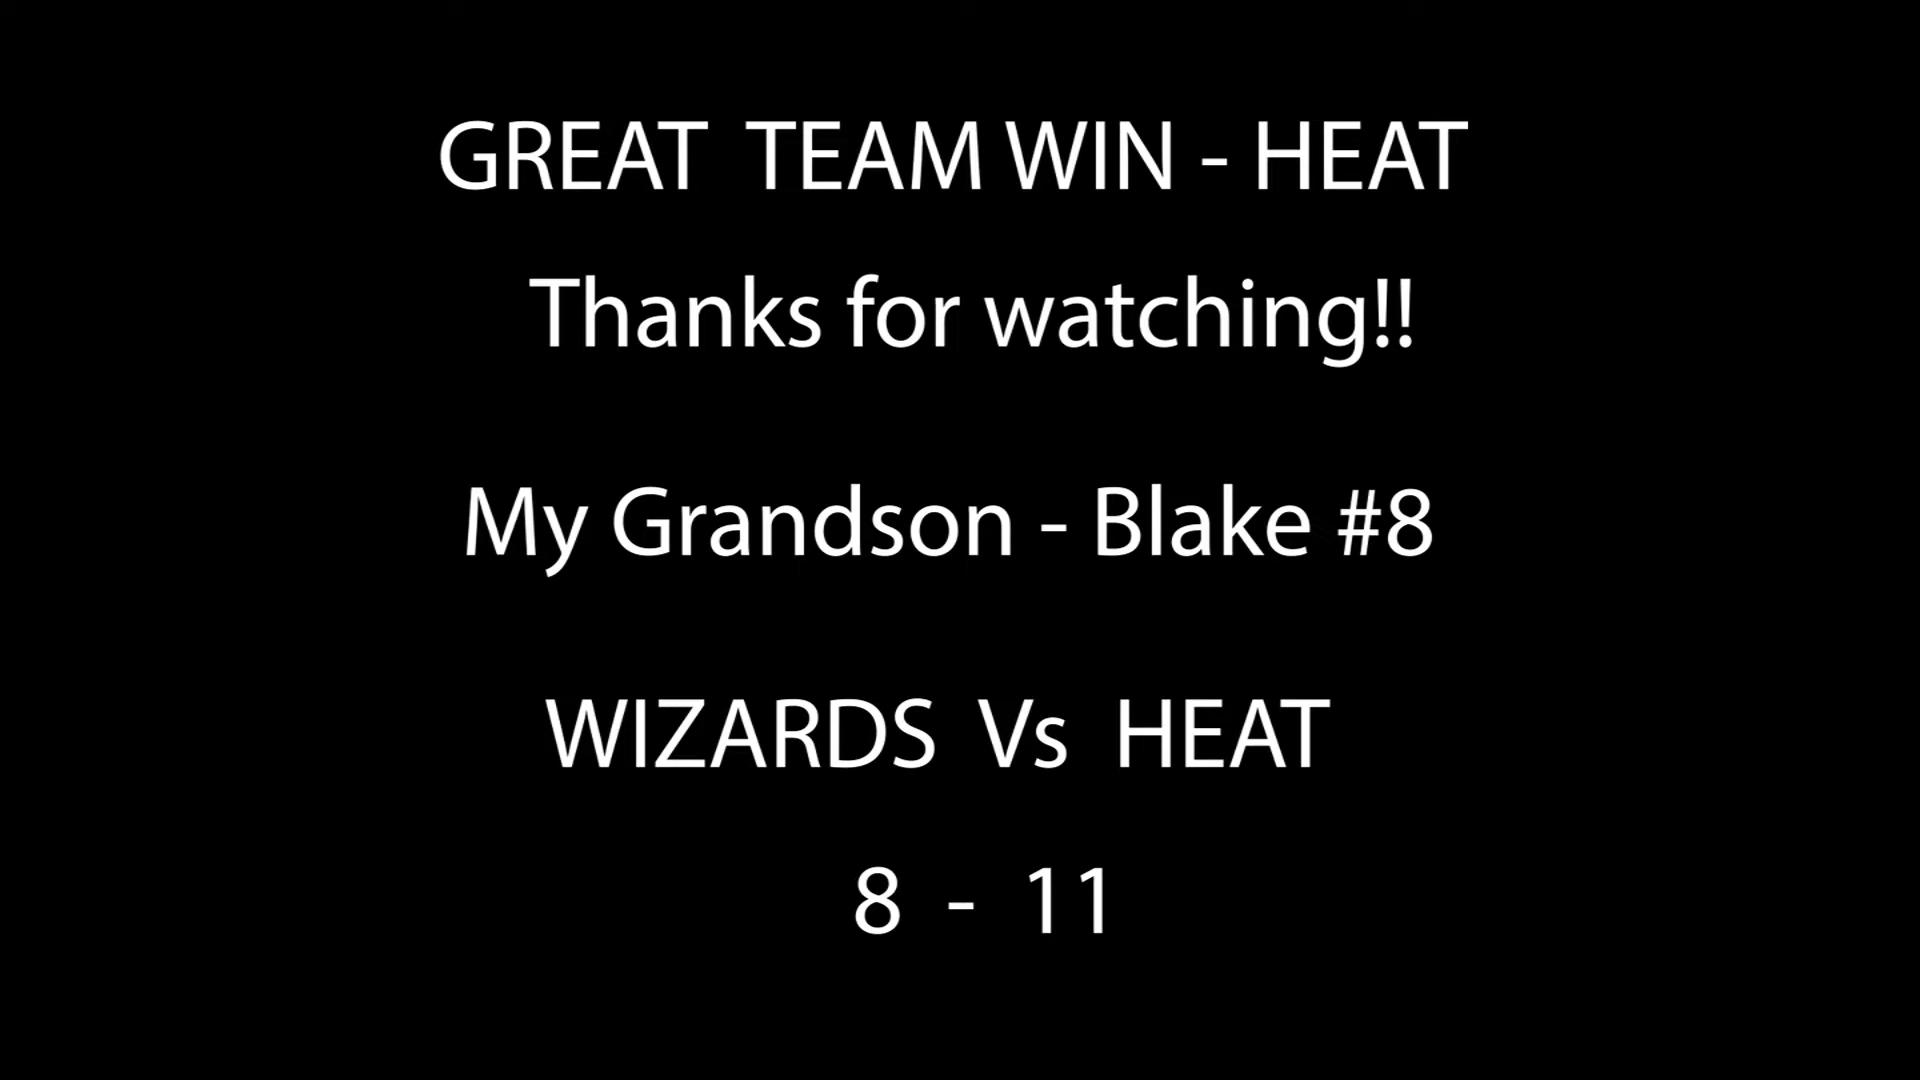 GREAT TEAM WIN - HEAT
Thanks for watching!!
My Grandson - Blake #8
WIZARDS Vs HEAT
8 - 11